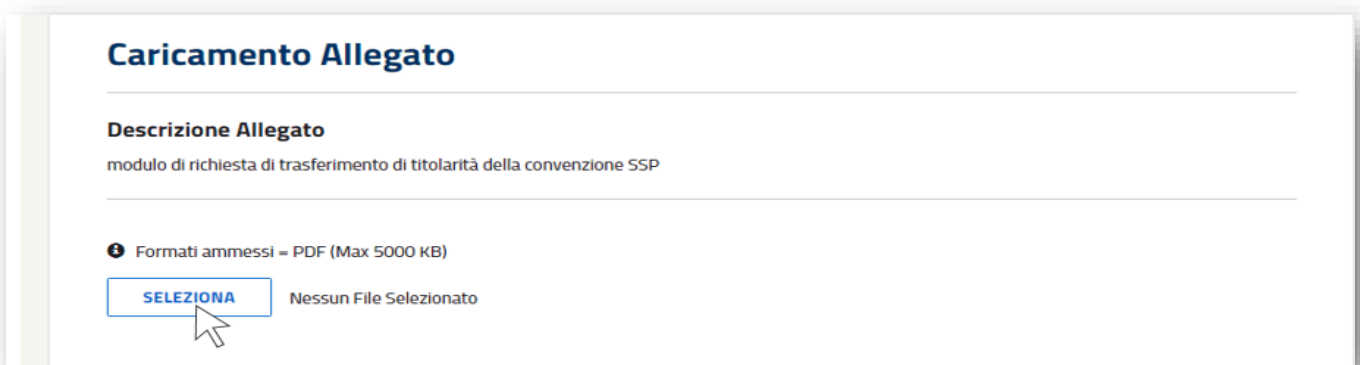 Caricamento Allegato
Descrizione Allegato
modulo di richiesta di trasferimento di titolarità della convenzione SSP
Formati ammessi = PDF (Max 5000 KB)
SELEZIONA Nessun File Selezionato